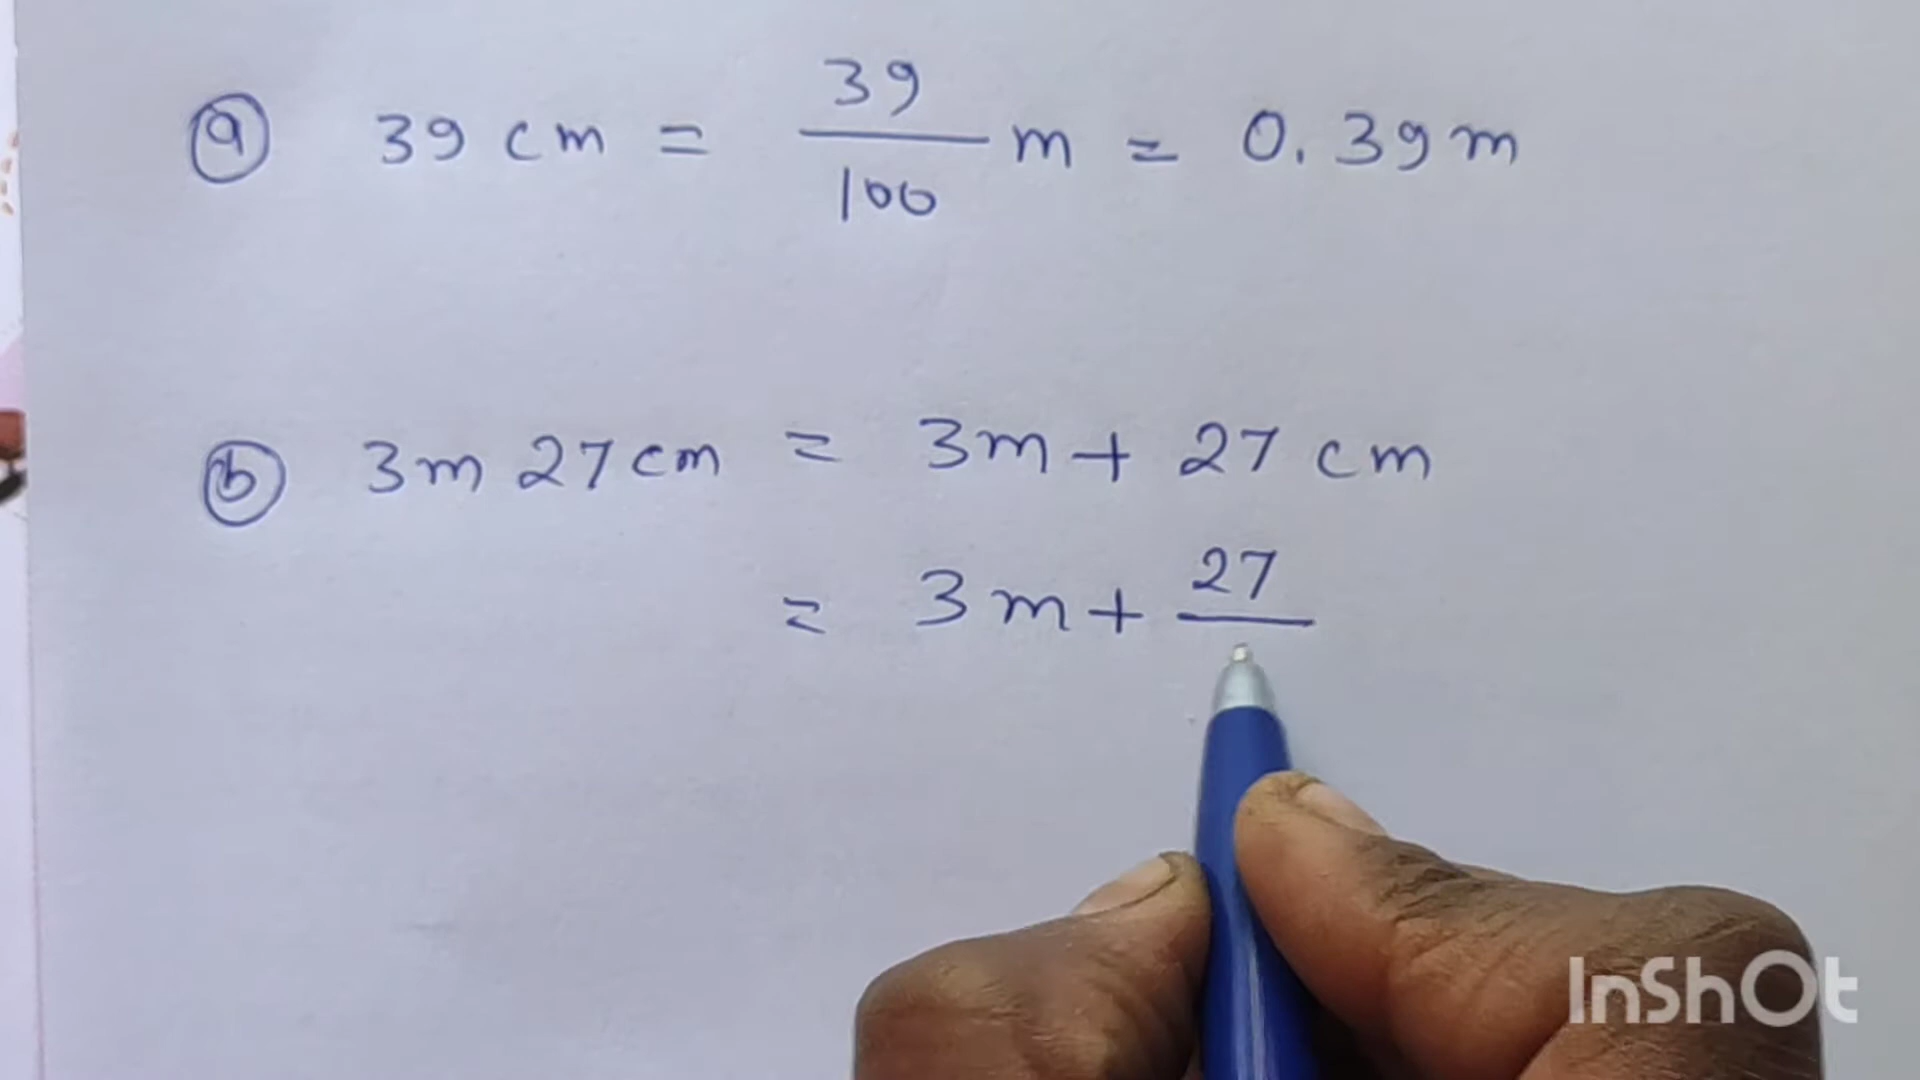 (a) 39 cm = 39/100 m = 0.39 m
(b) 3m 27cm = 3m + 27 cm
= 3m + 27/
InShOt